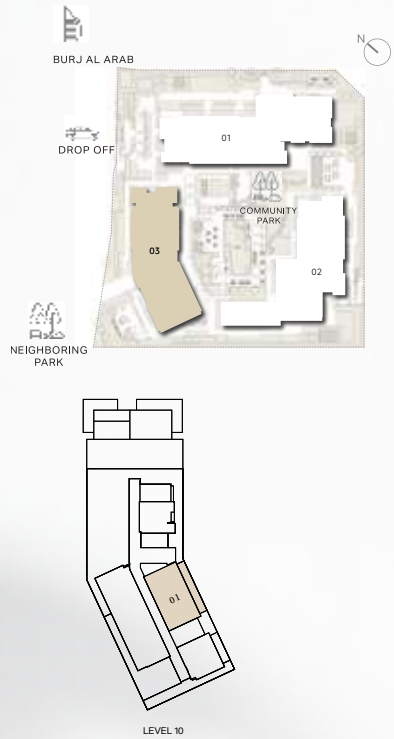 N
BURJ AL ARAB
DROP OFF
01
COMMUNITY
PARK
03
02
NEIGHBORING
PARK
01
LEVEL 10